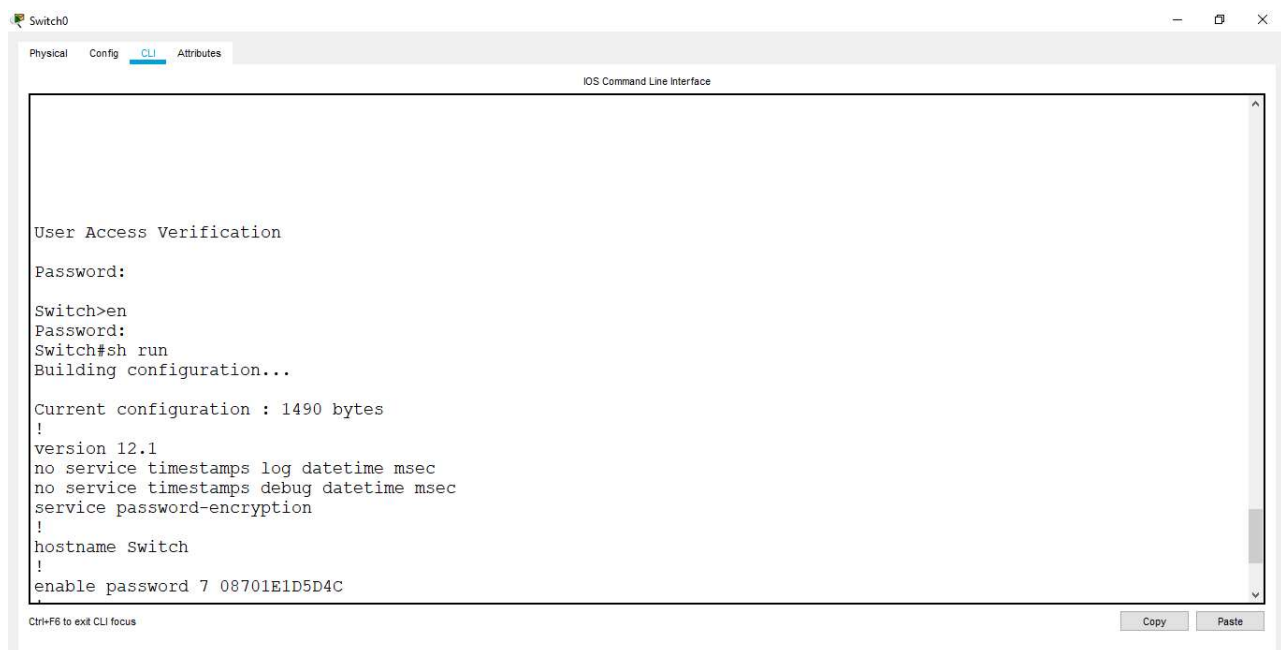 Switch0
Physical Config CLI Attributes
IOS Command Line Interface
User Access Verification
Password:
Switch>en
Password:
Switch#sh run
Building configuration...
Current configuration : 1490 bytes
!
version 12.1
no service timestamps log datetime msec
no service timestamps debug datetime msec
service password-encryption
!
hostname Switch
!
enable password 7 08701E1D5D4C
!
Ctrl+F6 to exit CLI focus
Copy Paste